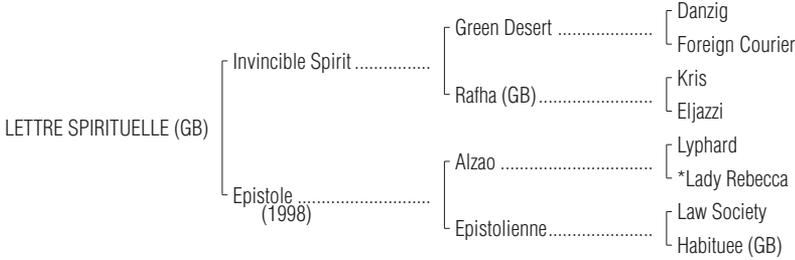 Danzig
Green Desert ...................
Foreign Courier
Invincible Spirit ...............
Kris
Rafha (GB).......................
Eljazzi
LETTRE SPIRITUELLE (GB)
Lyphard
Alzao ..............................
*Lady Rebecca
Epistole ..........................
(1998)
Law Society
Epistolienne.....................
Habituee (GB)